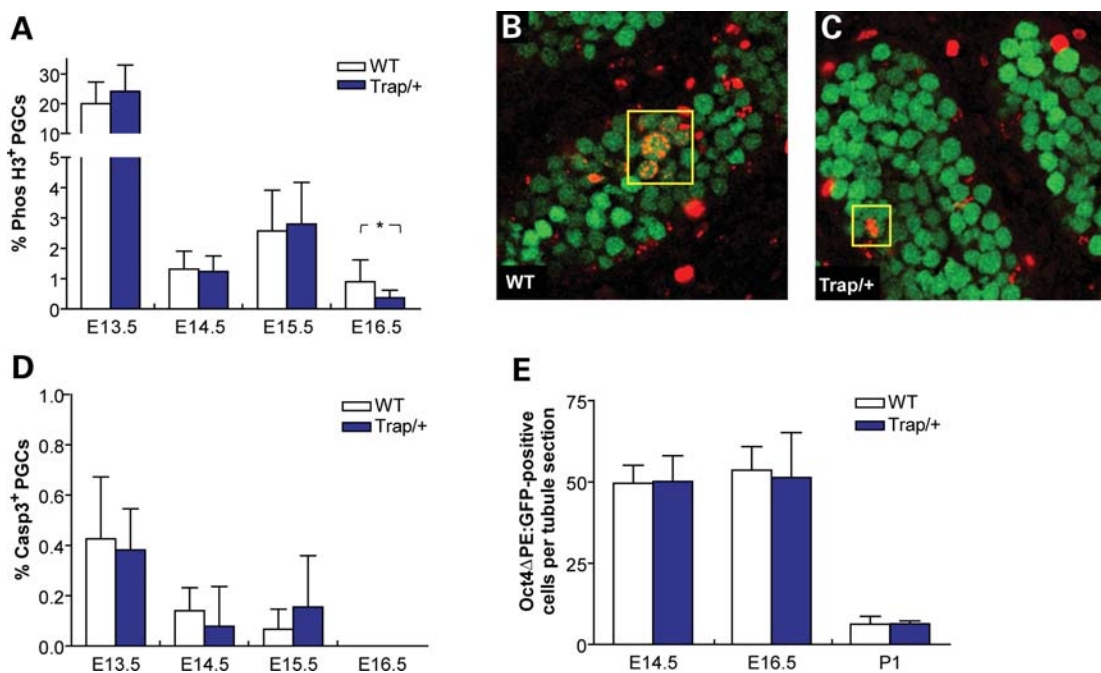 A
WT
Trap/+
% Phos H3⁺ PGCs
30
20
10
5
4
3
2
1
0
*
E13.5
E14.5
E15.5
E16.5
B
WT
C
Trap/+
D
WT
Trap/+
% Casp3⁺ PGCs
1.0
0.8
0.6
0.4
0.2
0.0
E13.5
E14.5
E15.5
E16.5
E
WT
Trap/+
Oct4ΔPE:GFP-positive
cells per tubule section
75
50
25
0
E14.5
E16.5
P1